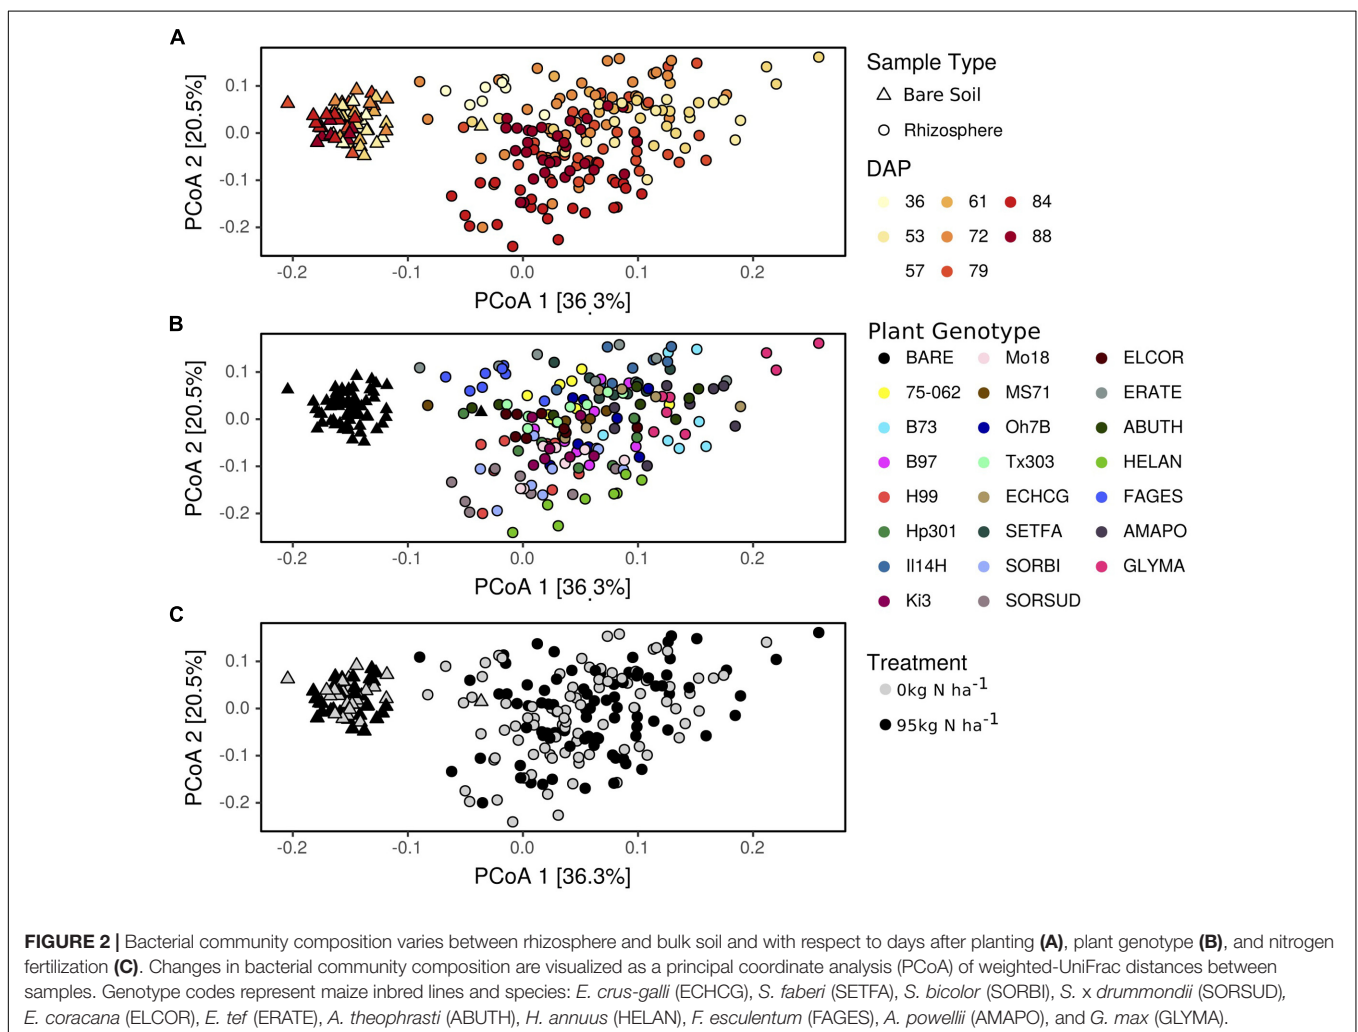 A
PCoA 2 [20.5%]
0.1
0.0
-0.1
-0.2
-0.2 -0.1 0.0 0.1 0.2
PCoA 1 [36.3%]
Sample Type
Bare Soil
Rhizosphere
DAP
36 61 84
53 72 88
57 79
B
PCoA 2 [20.5%]
0.1
0.0
-0.1
-0.2
-0.2 -0.1 0.0 0.1 0.2
PCoA 1 [36.3%]
Plant Genotype
BARE Mo18 ELCOR
75-062 MS71 ERATE
B73 Oh7B ABUTH
B97 Tx303 HELAN
H99 ECHCG FAGES
Hp301 SETFA AMAPO
Il14H SORBI GLYMA
Ki3 SORSUD
C
PCoA 2 [20.5%]
0.1
0.0
-0.1
-0.2
-0.2 -0.1 0.0 0.1 0.2
PCoA 1 [36.3%]
Treatment
0kg N ha-1
95kg N ha-1
FIGURE 2 | Bacterial community composition varies between rhizosphere and bulk soil and with respect to days after planting (A), plant genotype (B), and nitrogen
fertilization (C). Changes in bacterial community composition are visualized as a principal coordinate analysis (PCoA) of weighted-UniFrac distances between
samples. Genotype codes represent maize inbred lines and species: E. crus-galli (ECHCG), S. faberi (SETFA), S. bicolor (SORBI), S. x drummondii (SORSUD),
E. coracana (ELCOR), E. tef (ERATE), A. theophrasti (ABUTH), H. annuus (HELAN), F. esculentum (FAGES), A. powellii (AMAPO), and G. max (GLYMA).